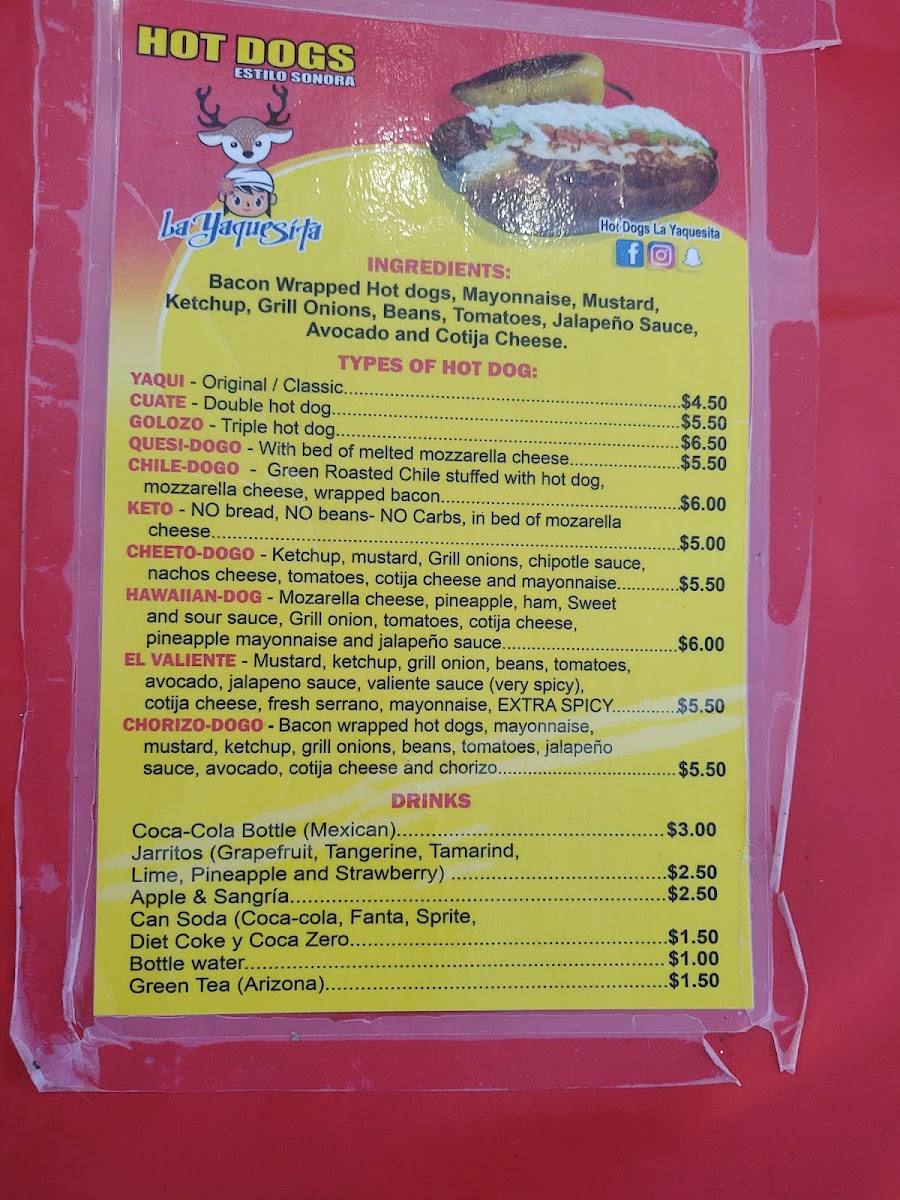 HOT DOGS
ESTILO SONORA
La Yaquesita
Hot Dogs La Yaquesita
INGREDIENTS:
Bacon Wrapped Hot dogs, Mayonnaise, Mustard,
Ketchup, Grill Onions, Beans, Tomatoes, Jalapeño Sauce,
Avocado and Cotija Cheese.
TYPES OF HOT DOG:
YAQUI - Original / Classic...$4.50
CUATE - Double hot dog...$5.50
GOLOZO - Triple hot dog...$6.50
QUESI-DOGO - With bed of melted mozzarella cheese...$5.50
CHILE-DOGO - Green Roasted Chile stuffed with hot dog,
mozzarella cheese, wrapped bacon...$6.00
KETO - NO bread, NO beans- NO Carbs, in bed of mozarella
cheese...$5.00
CHEETO-DOGO - Ketchup, mustard, Grill onions, chipotle sauce,
nachos cheese, tomatoes, cotija cheese and mayonnaise...$5.50
HAWAIIAN-DOG - Mozarella cheese, pineapple, ham, Sweet
and sour sauce, Grill onion, tomatoes, cotija cheese,
pineapple mayonnaise and jalapeño sauce...$6.00
EL VALIENTE - Mustard, ketchup, grill onion, beans, tomatoes,
avocado, jalapeno sauce, valiente sauce (very spicy),
cotija cheese, fresh serrano, mayonnaise, EXTRA SPICY...$5.50
CHORIZO-DOGO - Bacon wrapped hot dogs, mayonnaise,
mustard, ketchup, grill onions, beans, tomatoes, jalapeño
sauce, avocado, cotija cheese and chorizo...$5.50
DRINKS
Coca-Cola Bottle (Mexican)...$3.00
Jarritos (Grapefruit, Tangerine, Tamarind,
Lime, Pineapple and Strawberry) ...$2.50
Apple & Sangría...$2.50
Can Soda (Coca-cola, Fanta, Sprite,
Diet Coke y Coca Zero...$1.50
Bottle water...$1.00
Green Tea (Arizona)...$1.50